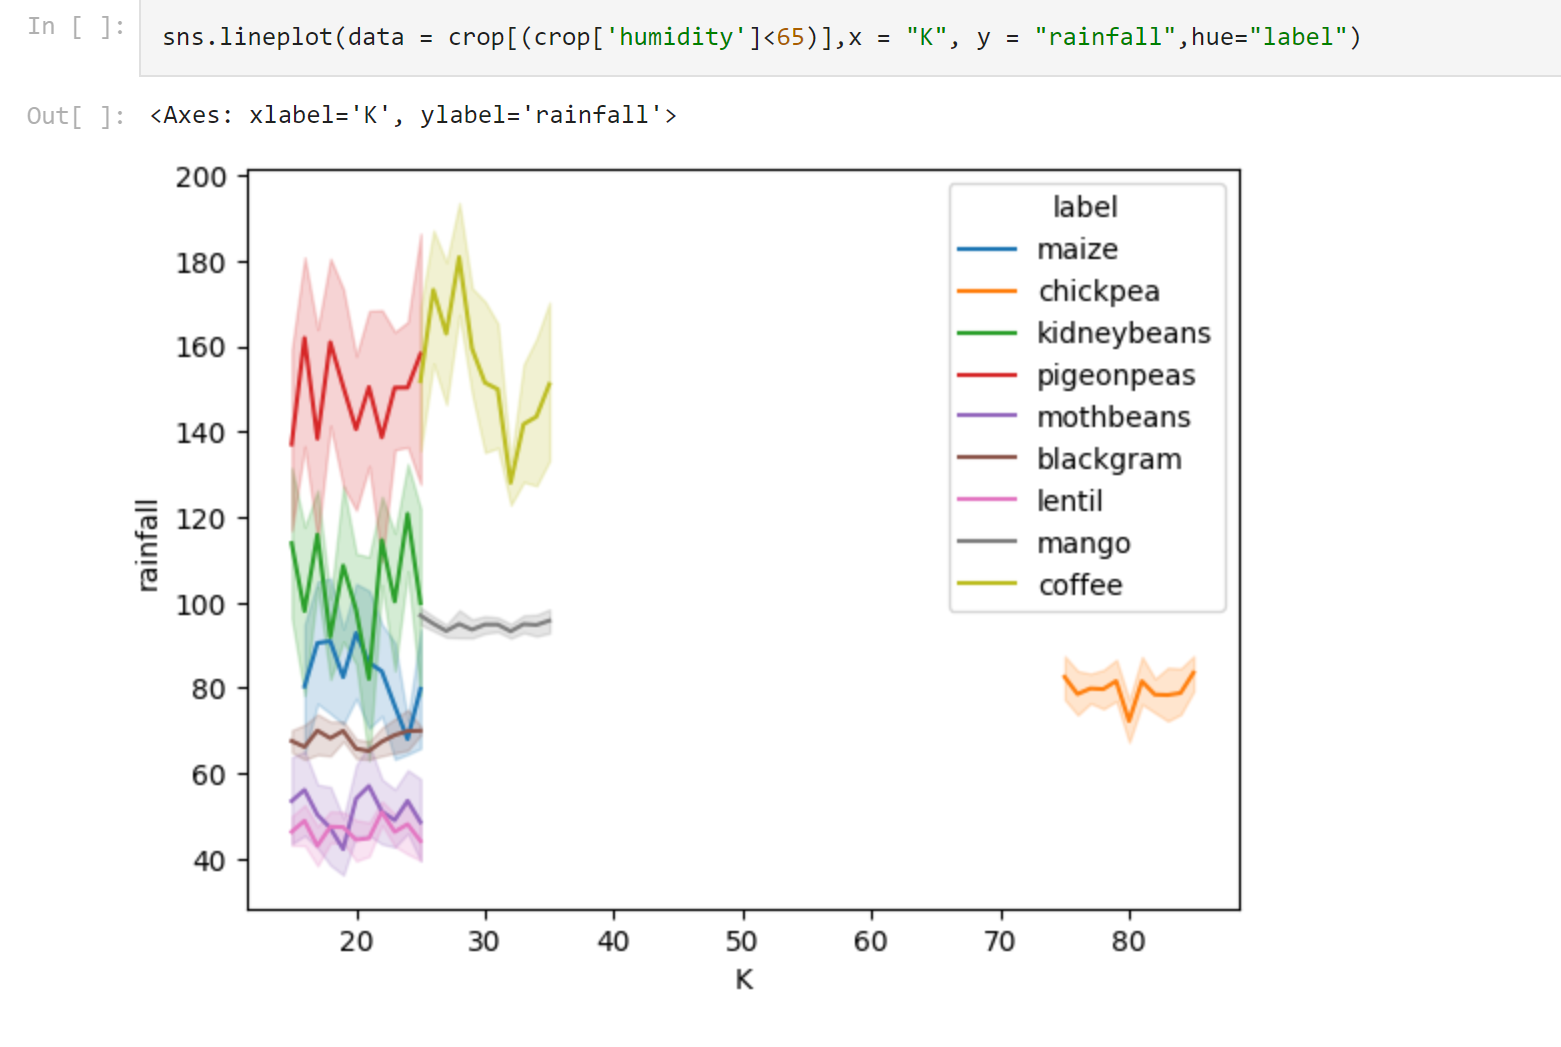 In [ ]: sns.lineplot(data = crop[(crop['humidity']<65)],x = "K", y = "rainfall",hue="label")
Out[ ]: <Axes: xlabel='K', ylabel='rainfall'>
200
180
160
140
120
100
80
60
40
rainfall
label
maize
chickpea
kidneybeans
pigeonpeas
mothbeans
blackgram
lentil
mango
coffee
20 30 40 50 60 70 80
K